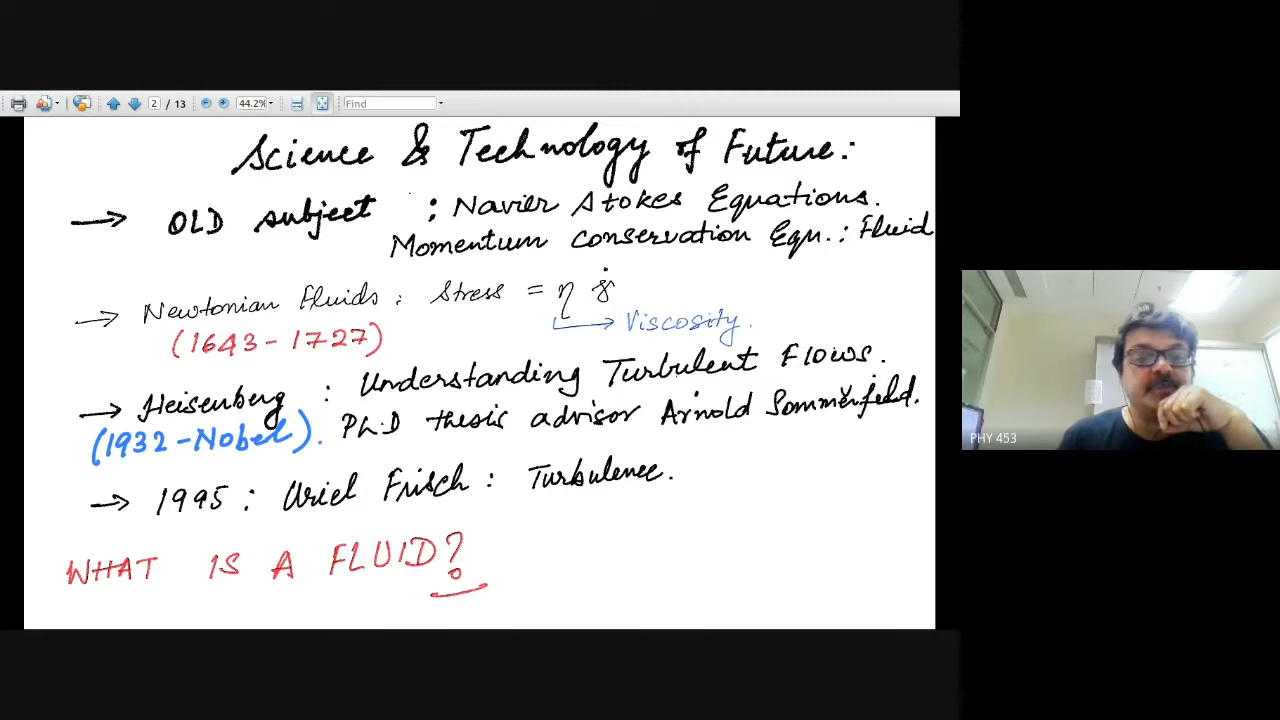 2 / 13
44.2%
Find
Science & Technology of Future:
→ OLD subject : Navier Stokes Equations.
Momentum conservation Eqn. : Fluid
→ Newtonian Fluids : Stress = η γ̇
(1643-1727)
→ Viscosity.
→ Heisenberg : Understanding Turbulent Flows.
(1932-Nobel). Ph.D thesis advisor Arnold Sommerfeld.
→ 1995 : Uriel Frisch : Turbulence.
WHAT IS A FLUID?
PHY 453